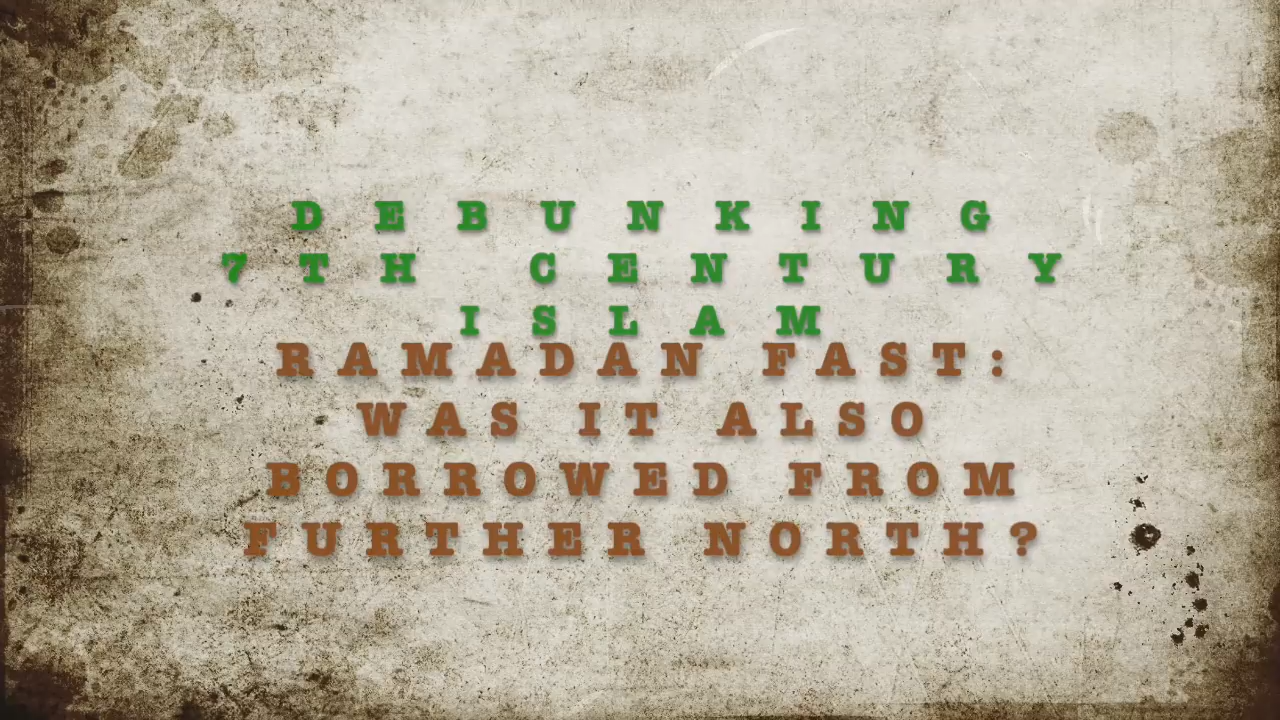 DEBUNKING
7TH CENTURY
ISLAM
RAMADAN FAST:
WAS IT ALSO
BORROWED FROM
FURTHER NORTH?